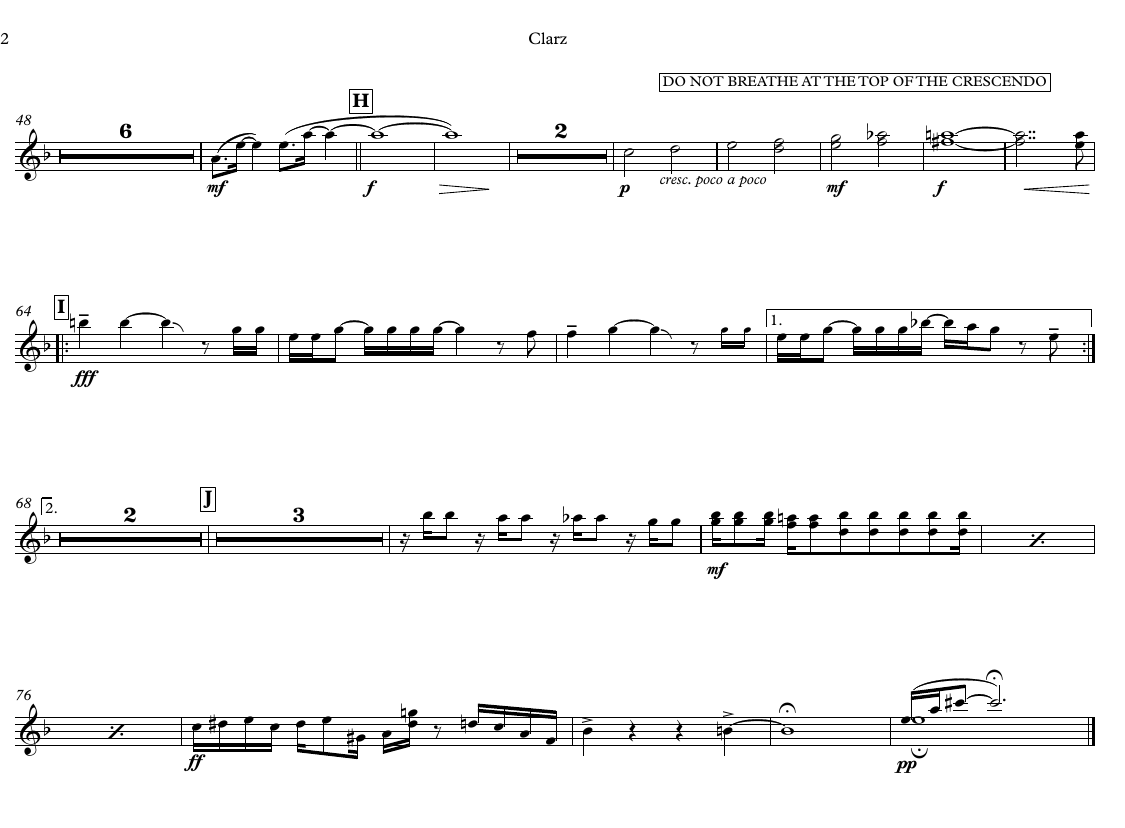 2
Clarz
DO NOT BREATHE AT THE TOP OF THE CRESCENDO
H
48
6
2
mf
f
p
cresc. poco a poco
mf
f
I
64
1.
fff
J
68
2.
2
3
mf
76
ff
pp